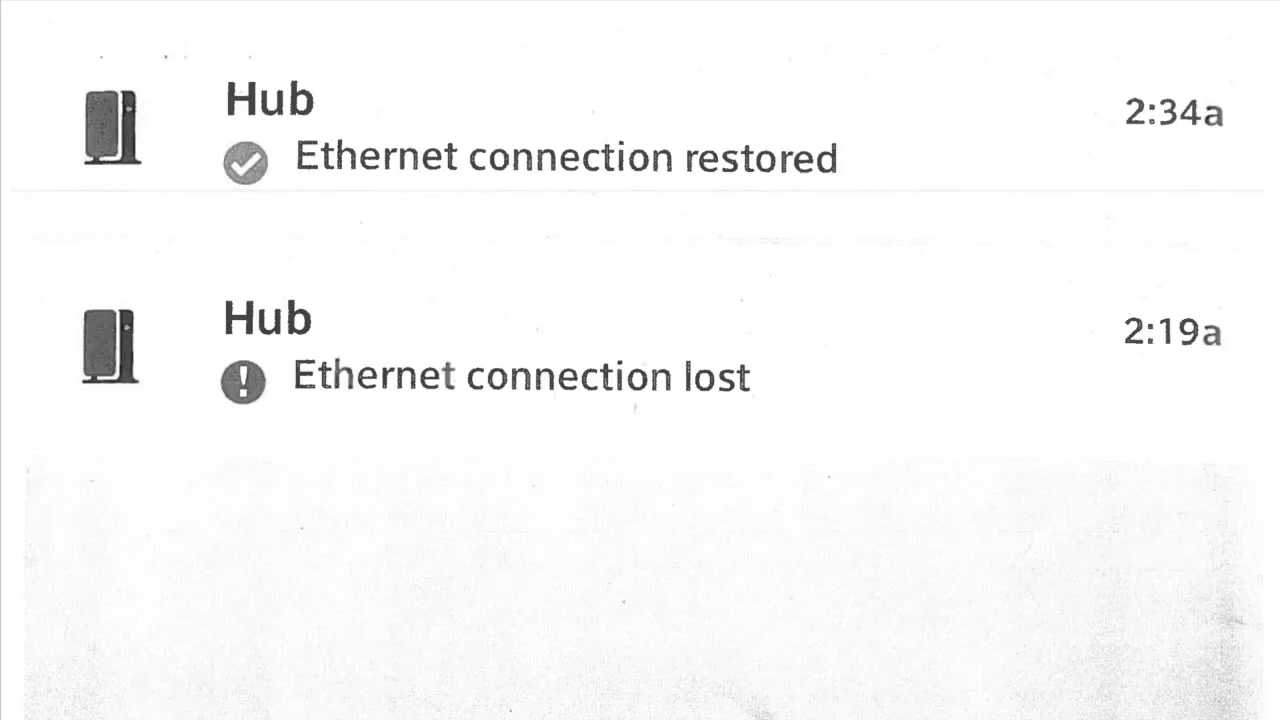 Hub
2:34a
Ethernet connection restored
Hub
2:19a
Ethernet connection lost